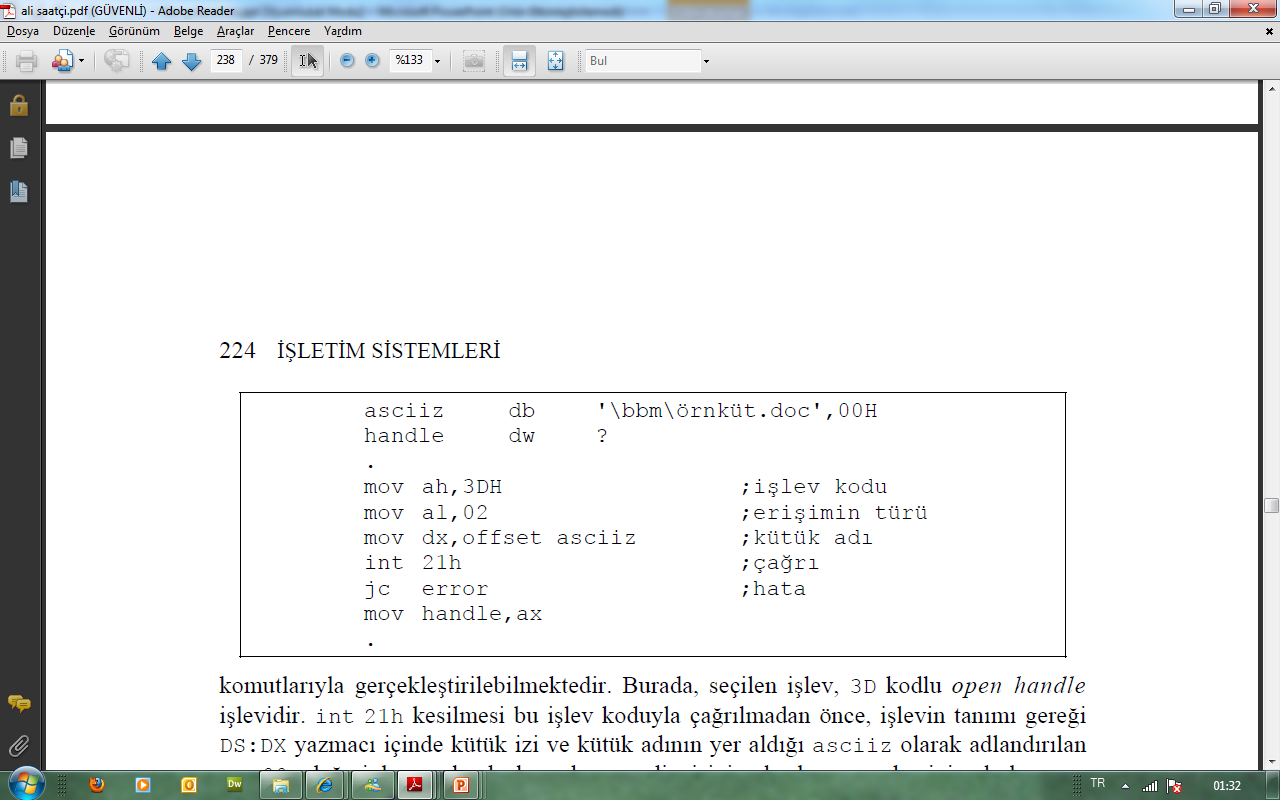 ali saatçi.pdf (GÜVENLİ) - Adobe Reader
Dosya Düzenle Görünüm Belge Araçlar Pencere Yardım
238 / 379 %133 Bul
224 İŞLETİM SİSTEMLERİ
asciiz db '\bbm\örnküt.doc',00H
handle dw ?
.
mov ah,3DH ;işlev kodu
mov al,02 ;erişimin türü
mov dx,offset asciiz ;kütük adı
int 21h ;çağrı
jc error ;hata
mov handle,ax
.
komutlarıyla gerçekleştirilebilmektedir. Burada, seçilen işlev, 3D kodlu open handle
işlevidir. int 21h kesilmesi bu işlev koduyla çağrılmadan önce, işlevin tanımı gereği
DS:DX yazmacı içinde kütük izi ve kütük adının yer aldığı asciiz olarak adlandırılan
TR 01:32